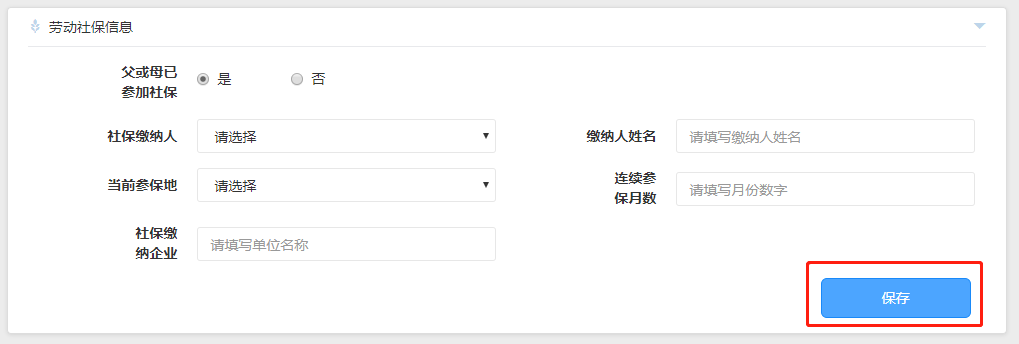 劳动社保信息
父或母已
参加社保
是
否
社保缴纳人
请选择
缴纳人姓名
请填写缴纳人姓名
当前参保地
请选择
连续参
保月数
请填写月份数字
社保缴
纳企业
请填写单位名称
保存